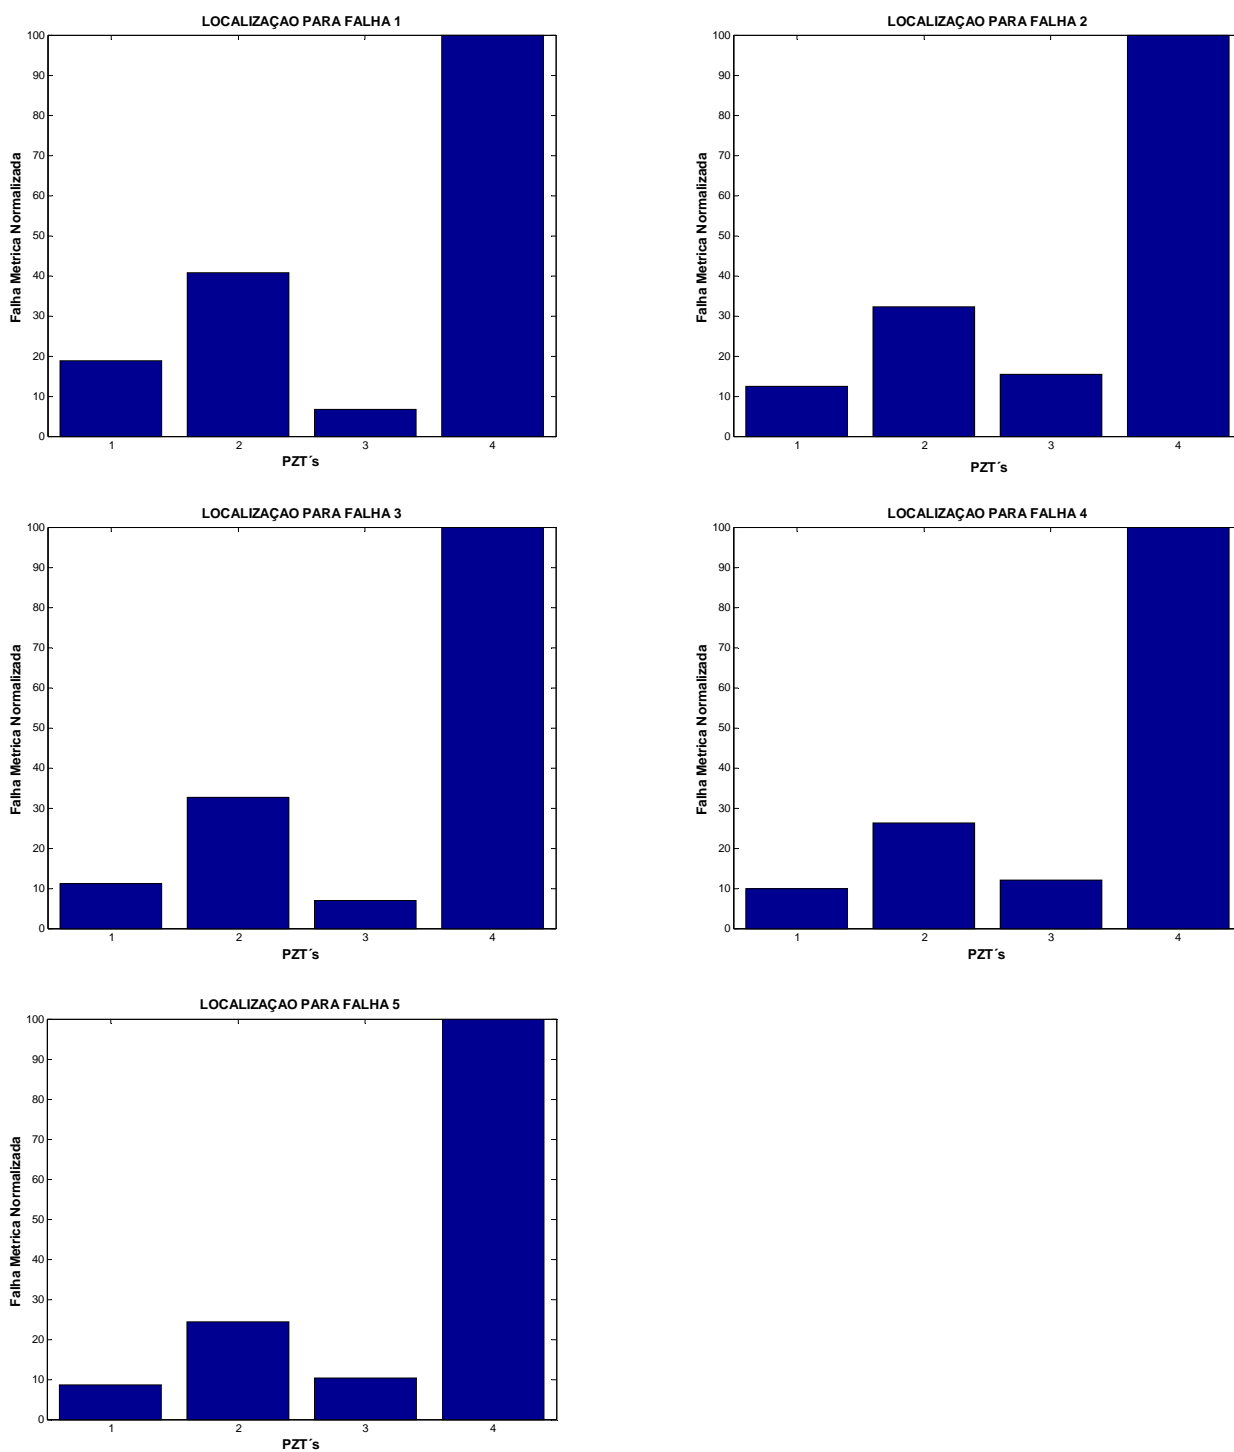 LOCALIZAÇAO PARA FALHA 1
100
90
80
70
60
50
40
30
20
10
0
Falha Metrica Normalizada
1 2 3 4
PZT´s
LOCALIZAÇAO PARA FALHA 2
100
90
80
70
60
50
40
30
20
10
0
Falha Metrica Normalizada
1 2 3 4
PZT´s
LOCALIZAÇAO PARA FALHA 3
100
90
80
70
60
50
40
30
20
10
0
Falha Metrica Normalizada
1 2 3 4
PZT´s
LOCALIZAÇAO PARA FALHA 4
100
90
80
70
60
50
40
30
20
10
0
Falha Metrica Normalizada
1 2 3 4
PZT´s
LOCALIZAÇAO PARA FALHA 5
100
90
80
70
60
50
40
30
20
10
0
Falha Metrica Normalizada
1 2 3 4
PZT´s